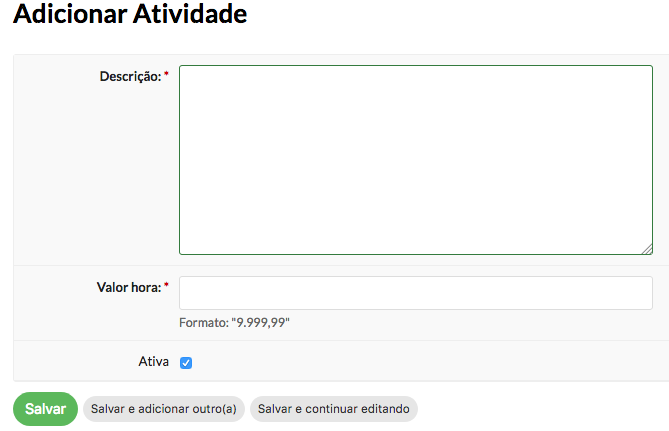 Adicionar Atividade
Descrição: *
Valor hora: *
Formato: "9.999,99"
Ativa
Salvar Salvar e adicionar outro(a) Salvar e continuar editando